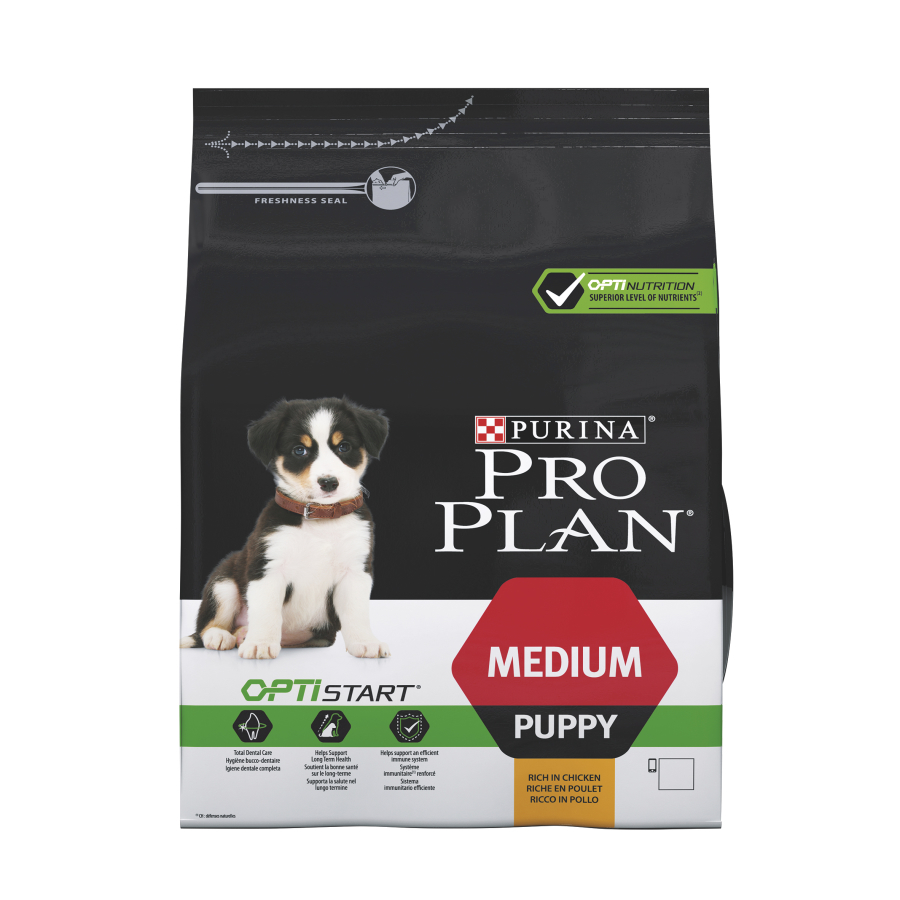 FRESHNESS SEAL
OPTINUTRITION
SUPERIOR LEVEL OF NUTRIENTS
PURINA®
PRO
PLAN®
MEDIUM
PUPPY
OPTISTART®
Total Dental Care
Hygiène bucco-dentaire
Igiene dentale completa
Helps Support
Long Term Health
Soutient la bonne santé
sur le long-terme
Supporta la salute nel
lungo termine
Helps support an efficient
immune system
Système
immunitaire⁽¹⁾ renforcé
Sistema
immunitario efficiente
RICH IN CHICKEN
RICHE EN POULET
RICCO IN POLLO
défenses naturelles